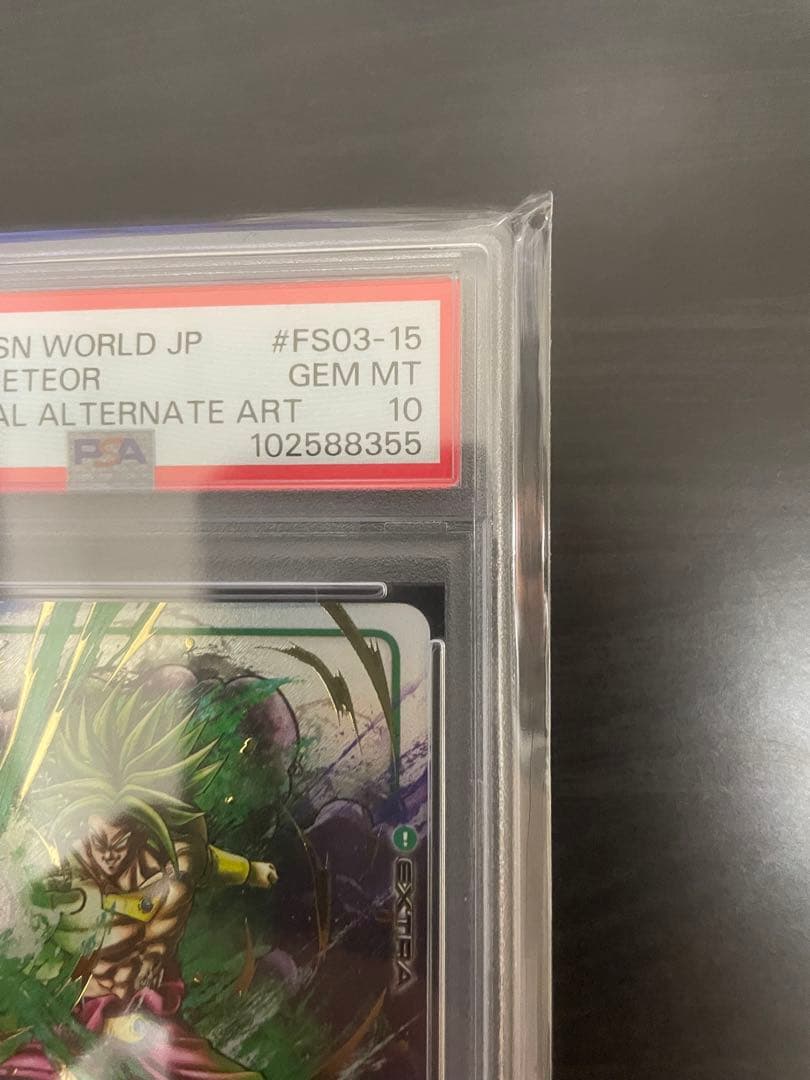 SN WORLD JP #FS03-15
ETEOR GEM MT
AL ALTERNATE ART 10
PSA 102588355
! EXTRA